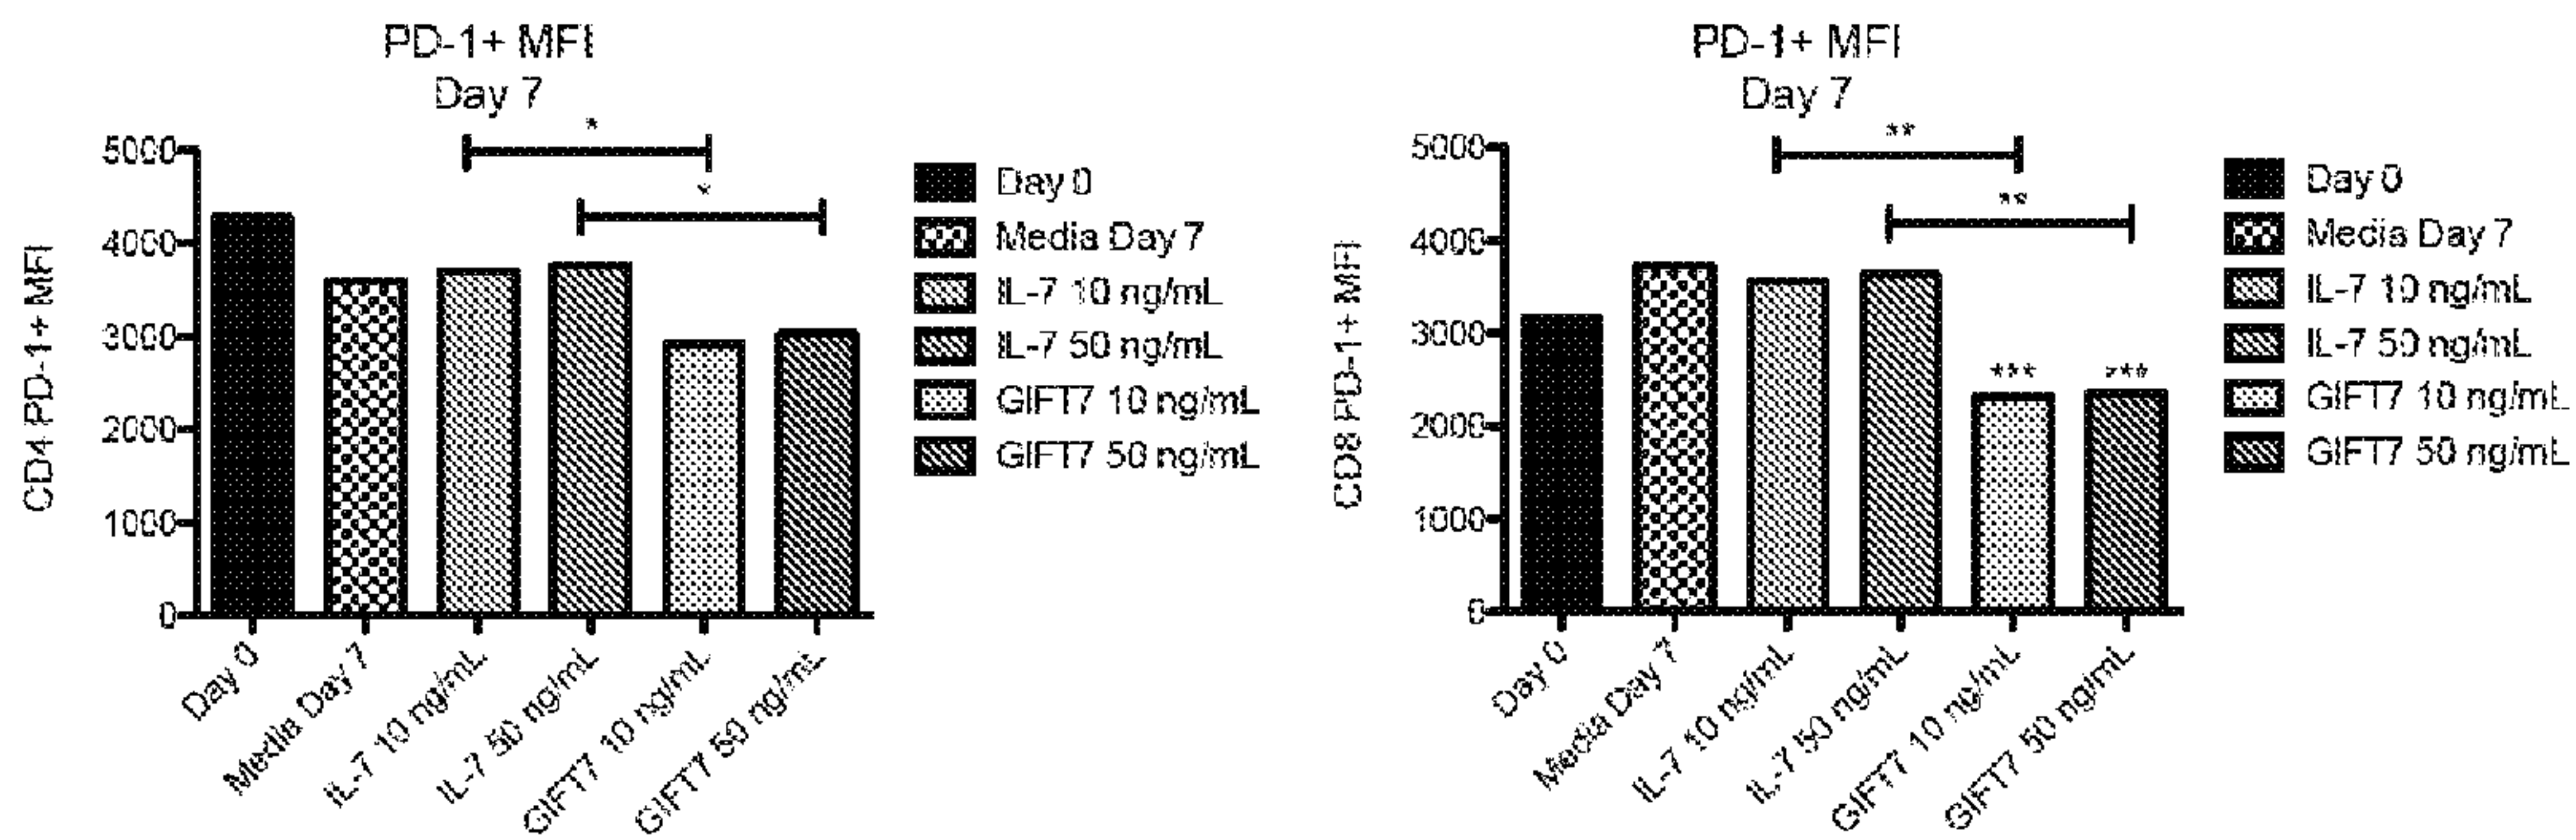 PD-1+ MFI
Day 7
*
*
5000
4000
3000
2000
1000
0
CD4 PD-1+ MFI
Day 0
Media Day 7
IL-7 10 ng/mL
IL-7 50 ng/mL
GIFT7 10 ng/mL
GIFT7 50 ng/mL
Day 0
Media Day 7
IL-7 10 ng/mL
IL-7 50 ng/mL
GIFT7 10 ng/mL
GIFT7 50 ng/mL
PD-1+ MFI
Day 7
**
**
5000
4000
3000
2000
1000
0
CD8 PD-1+ MFI
***
***
Day 0
Media Day 7
IL-7 10 ng/mL
IL-7 50 ng/mL
GIFT7 10 ng/mL
GIFT7 50 ng/mL
Day 0
Media Day 7
IL-7 10 ng/mL
IL-7 50 ng/mL
GIFT7 10 ng/mL
GIFT7 50 ng/mL